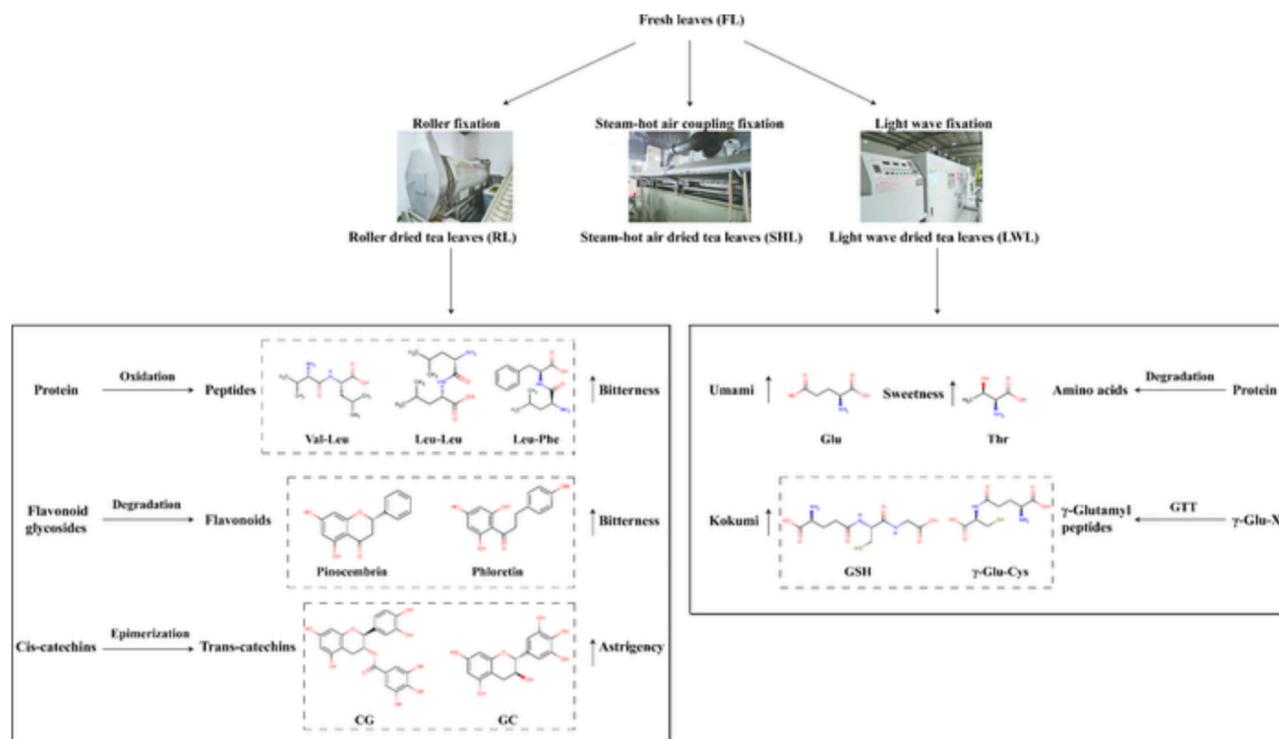 Fresh leaves (FL)
Roller fixation
Steam-hot air coupling fixation
Light wave fixation
Roller dried tea leaves (RL)
Steam-hot air dried tea leaves (SHL)
Light wave dried tea leaves (LWL)
Protein
Oxidation
Peptides
Val-Leu
Leu-Leu
Leu-Phe
Bitterness
Flavonoid
glycosides
Degradation
Flavonoids
Pinocembrin
Phloretin
Bitterness
Cis-catechins
Epimerization
Trans-catechins
CG
GC
Astrigency
Umami
Glu
Sweetness
Thr
Amino acids
Degradation
Protein
Kokumi
GSH
γ-Glu-Cys
γ-Glutamyl
peptides
GTT
γ-Glu-X